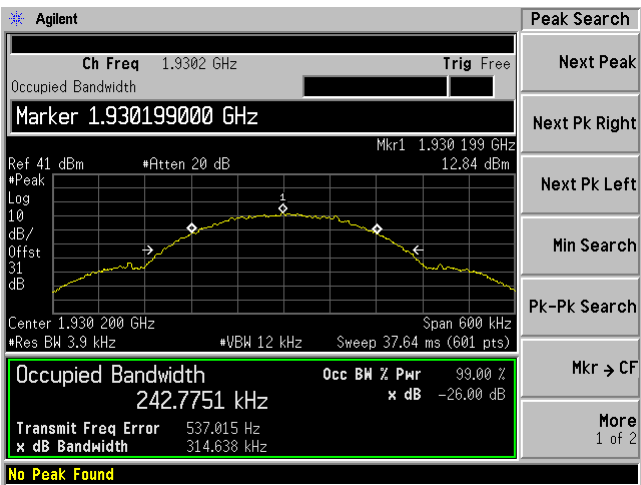 Agilent
Peak Search
Ch Freq 1.9302 GHz Trig Free
Occupied Bandwidth
Marker 1.930199000 GHz
Mkr1 1.930 199 GHz
Ref 41 dBm #Atten 20 dB 12.84 dBm
#Peak
Log
10
dB/
Offst
31
dB
1
Center 1.930 200 GHz Span 600 kHz
#Res BW 3.9 kHz #VBW 12 kHz Sweep 37.64 ms (601 pts)
Occupied Bandwidth Occ BW % Pwr 99.00 %
242.7751 kHz x dB -26.00 dB
Transmit Freq Error 537.015 Hz
x dB Bandwidth 314.638 kHz
No Peak Found
Next Peak
Next Pk Right
Next Pk Left
Min Search
Pk-Pk Search
Mkr → CF
More
1 of 2